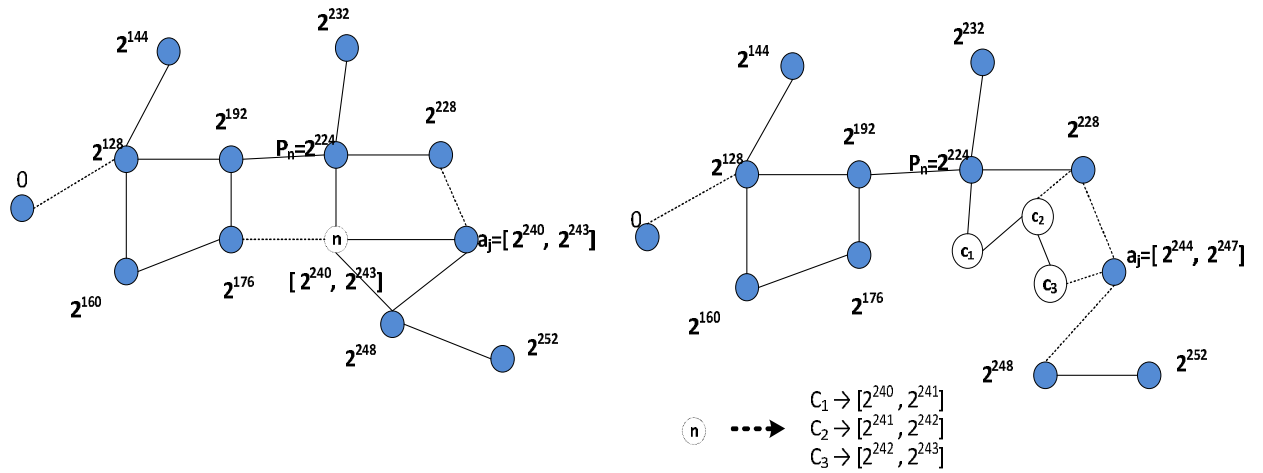 2^232
2^144
2^192
2^228
P_n=2^224
2^128
0
n
a_j=[ 2^240, 2^243]
[ 2^240, 2^243]
2^176
2^160
2^248
2^252
2^232
2^144
2^192
2^228
P_n=2^224
2^128
0
c_2
c_1
a_j=[ 2^244, 2^247]
c_3
2^176
2^160
2^248
2^252
n
C_1 → [2^240 , 2^241]
C_2 → [2^241 , 2^242]
C_3 → [2^242 , 2^243]